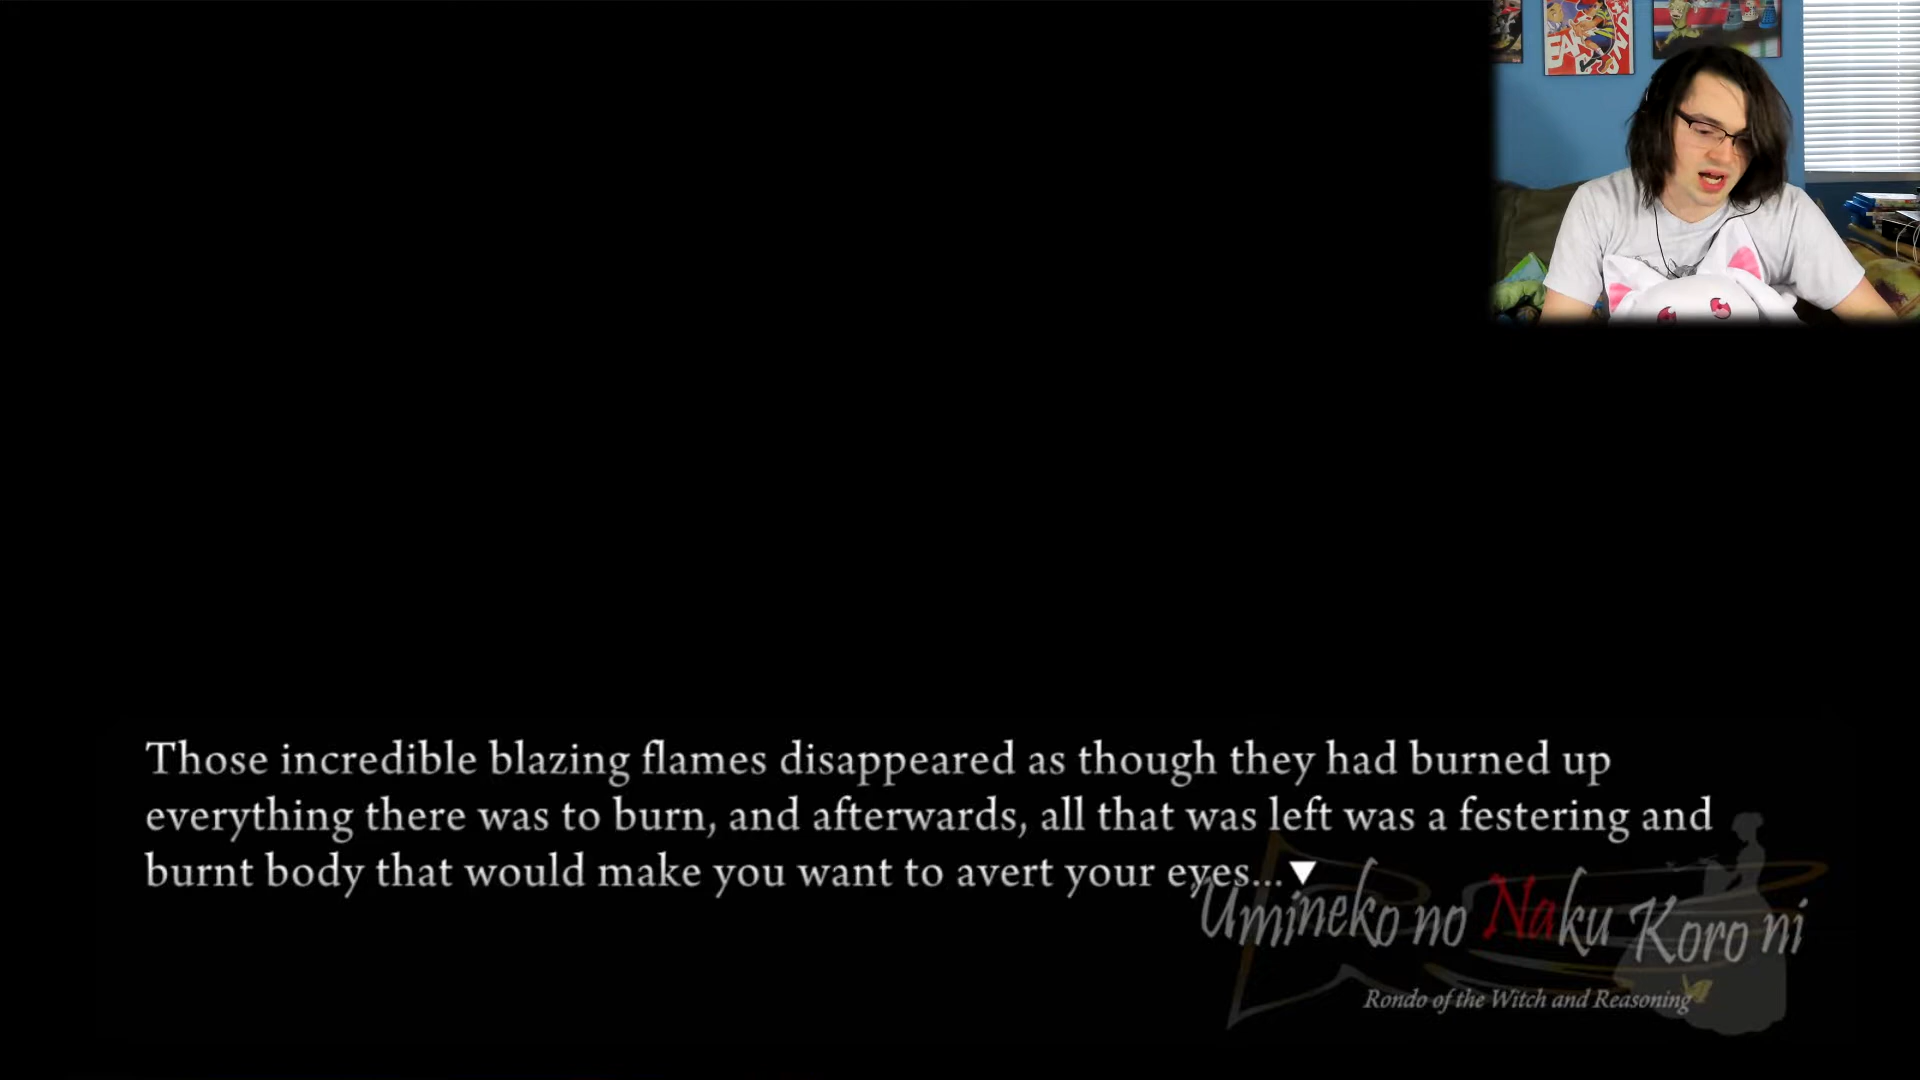 Those incredible blazing flames disappeared as though they had burned up
everything there was to burn, and afterwards, all that was left was a festering and
burnt body that would make you want to avert your eyes...
Umineko no Naku Koro ni
Rondo of the Witch and Reasoning